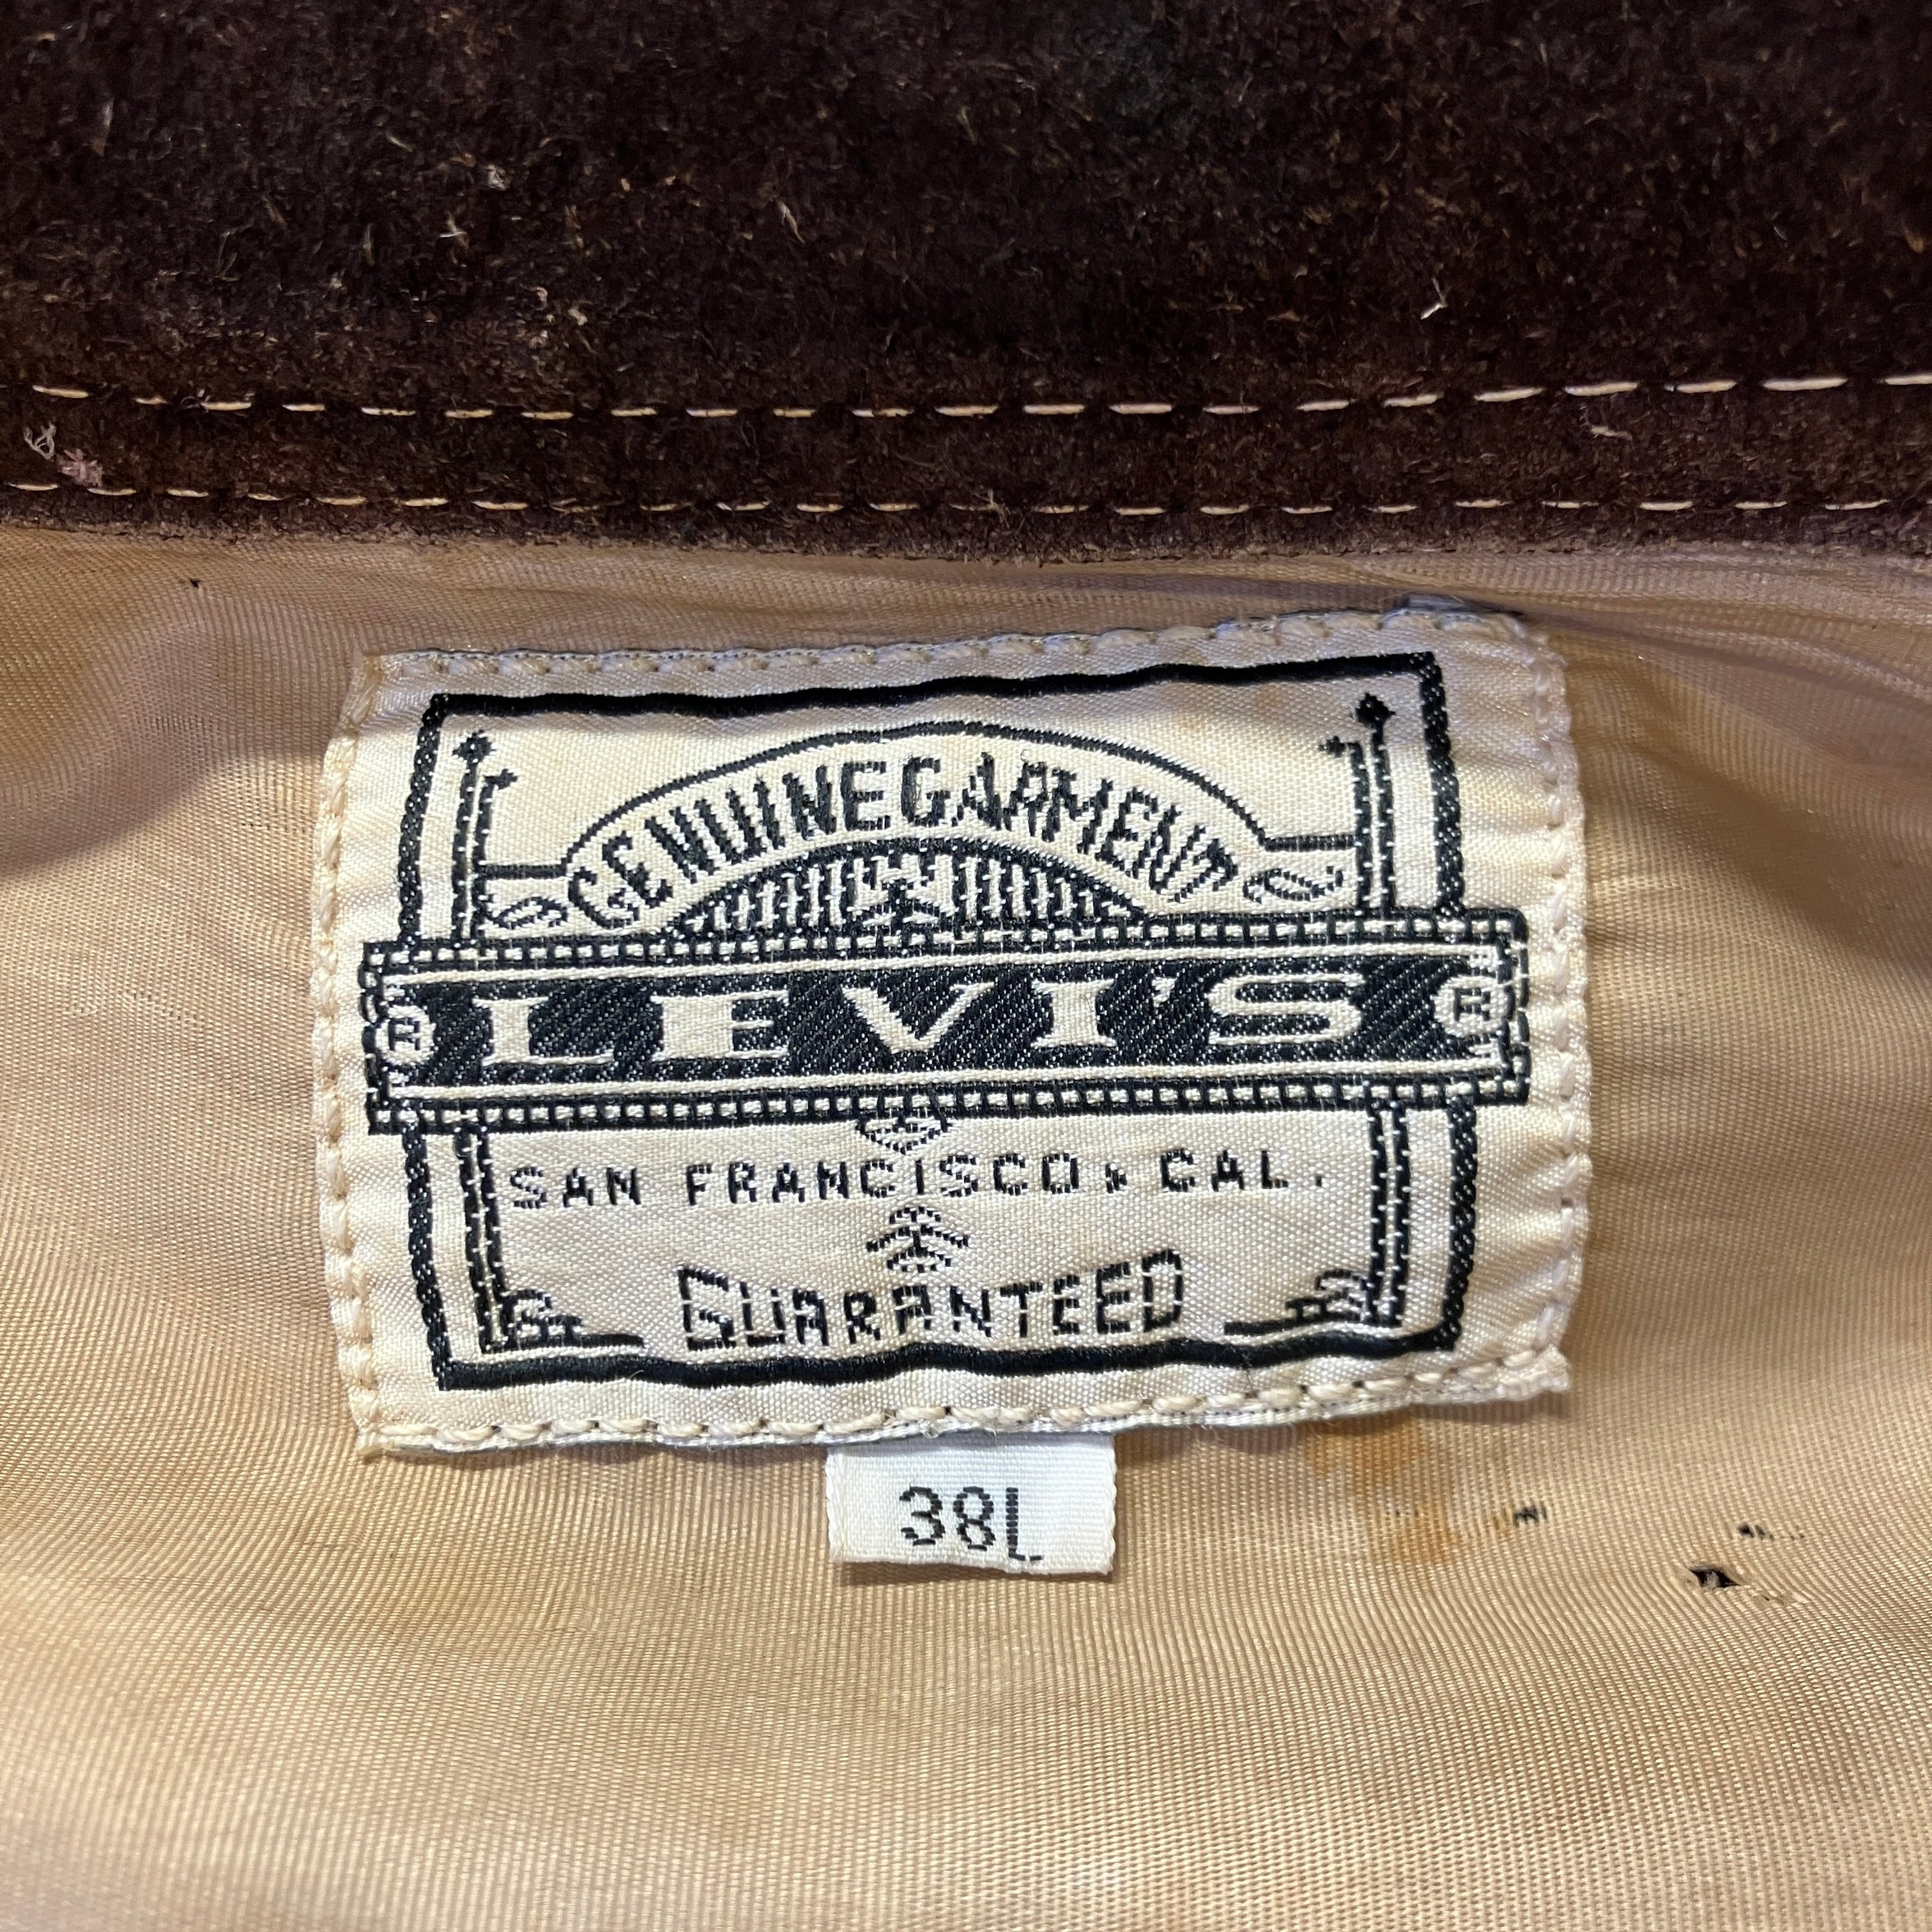 GENUINE GARMENT
R LEVI'S R
SAN FRANCISCO, CAL.
GUARANTEED
38L